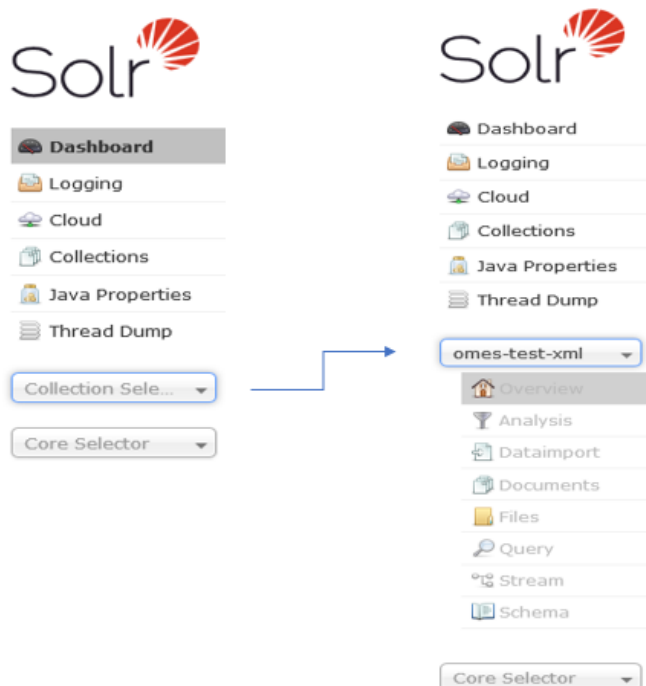 Solr
Dashboard
Logging
Cloud
Collections
Java Properties
Thread Dump
Collection Sele...
Core Selector
Solr
Dashboard
Logging
Cloud
Collections
Java Properties
Thread Dump
omes-test-xml
Overview
Analysis
Dataimport
Documents
Files
Query
Stream
Schema
Core Selector